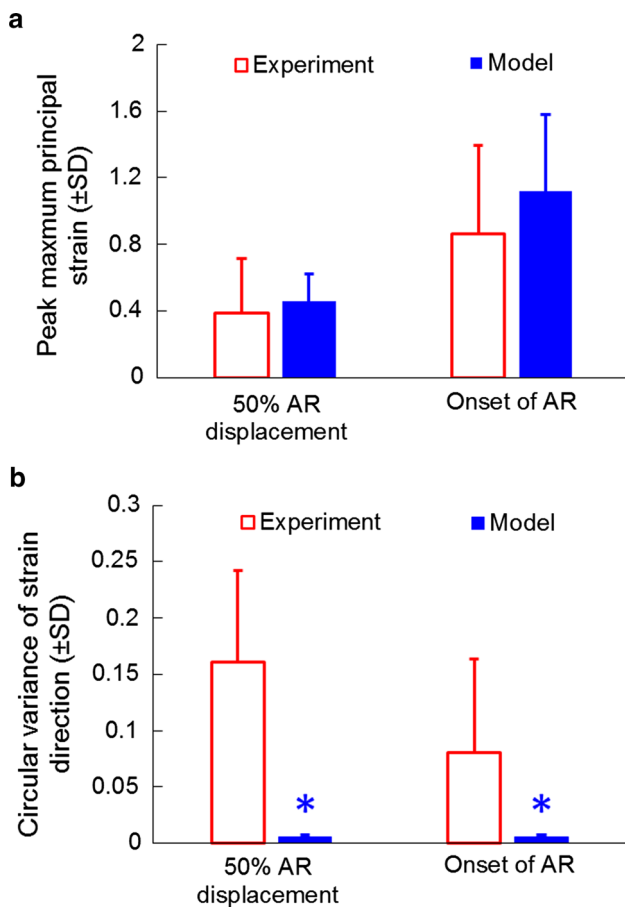 a
Peak maxmum principal
strain (±SD)
2
1.6
1.2
0.8
0.4
0
Experiment
Model
50% AR
displacement
Onset of AR
b
Circular variance of strain
direction (±SD)
0.3
0.25
0.2
0.15
0.1
0.05
0
Experiment
Model
*
*
50% AR
displacement
Onset of AR